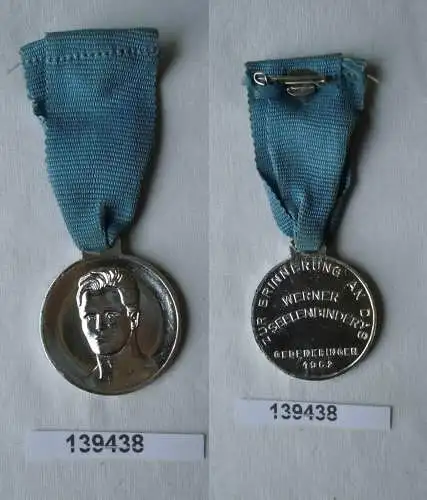 ZUR ERINNERUNG AN DAS
WERNER
SEELENBINDER
GEDENKRINGEN
1962
139438
139438